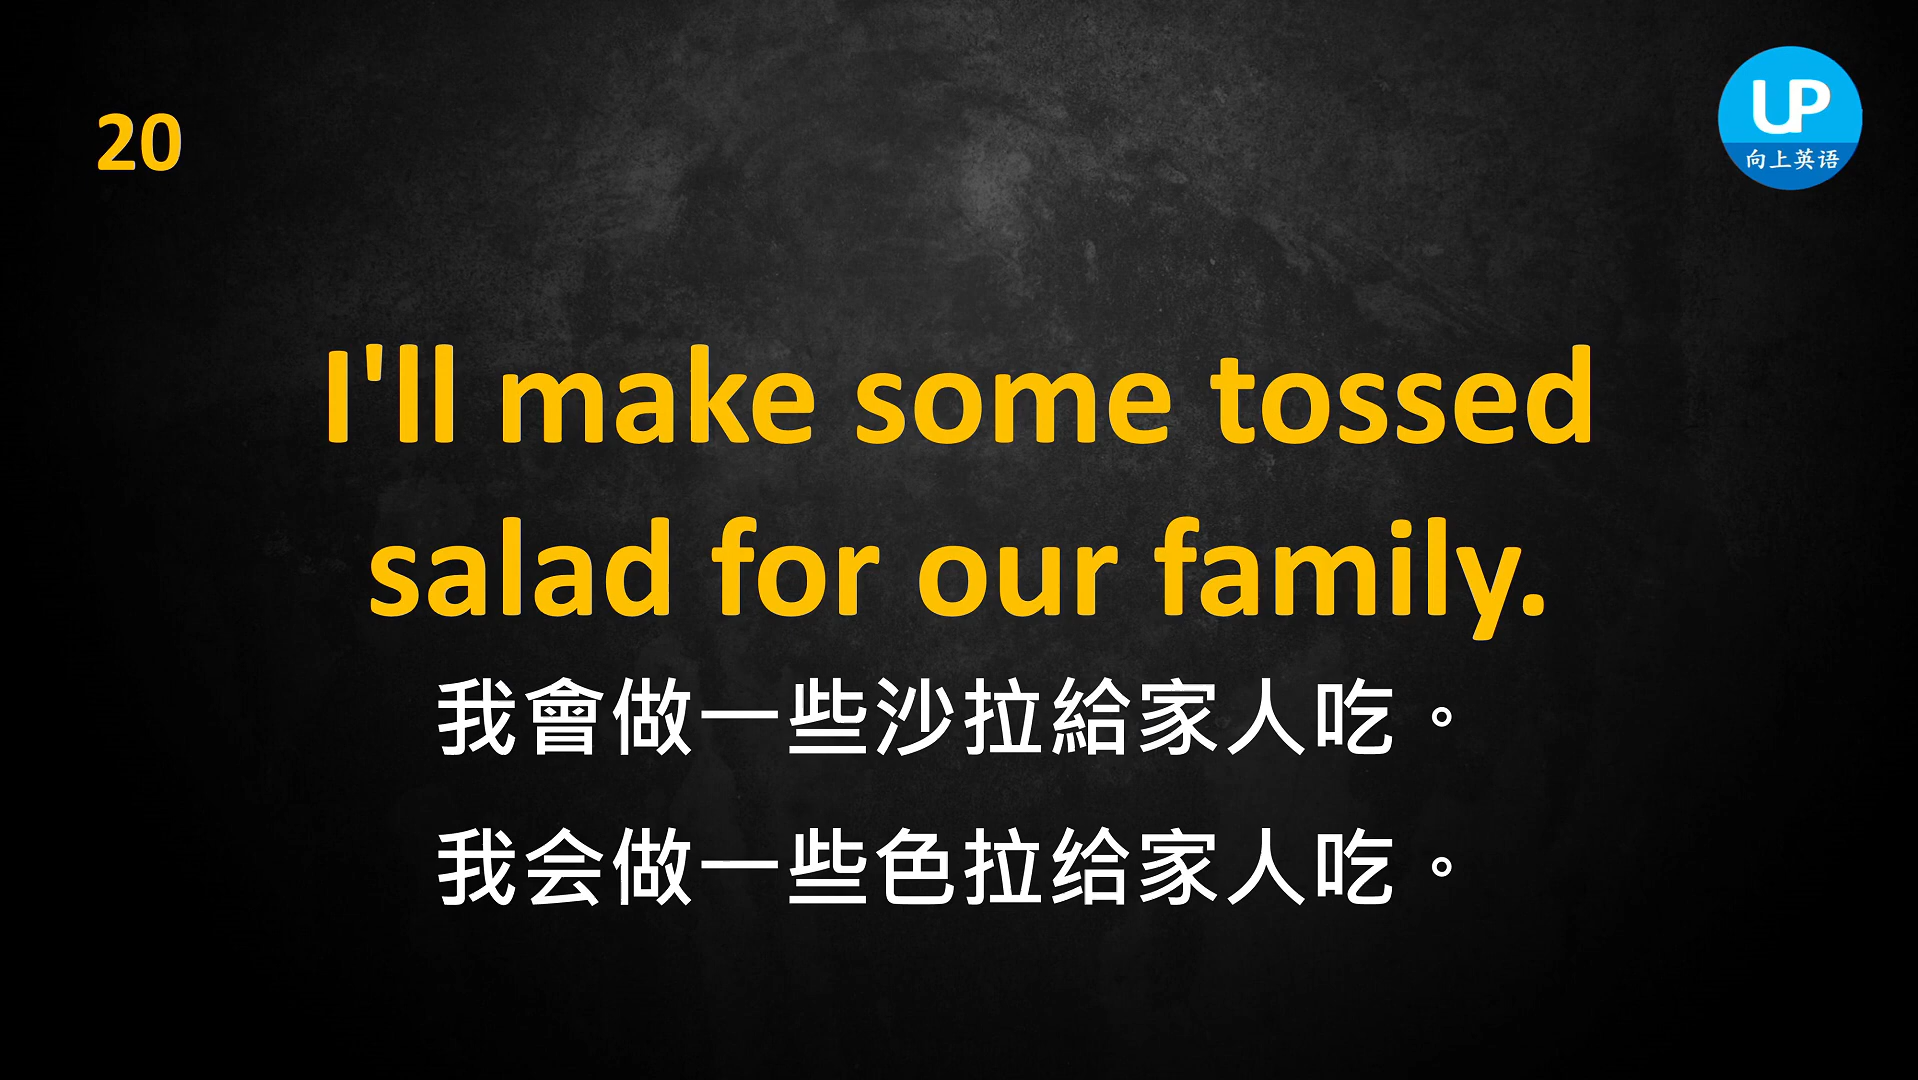 20
UP
向上英语
I'll make some tossed
salad for our family.
我會做一些沙拉給家人吃。
我会做一些色拉给家人吃。